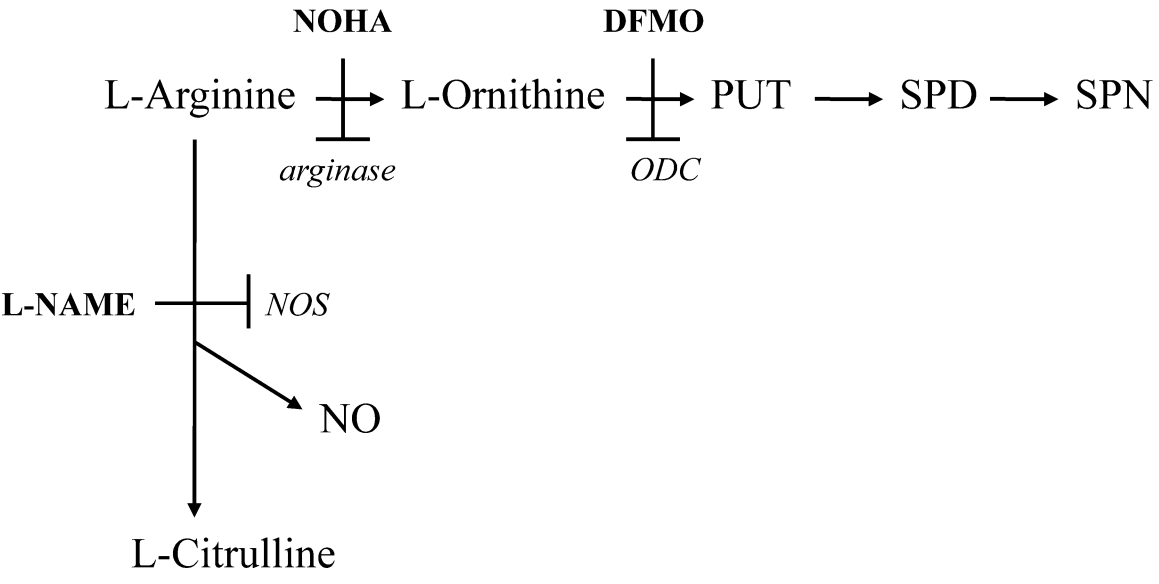 NOHA DFMO
L-Arginine L-Ornithine PUT SPD SPN
arginase ODC
L-NAME NOS
NO
L-Citrulline